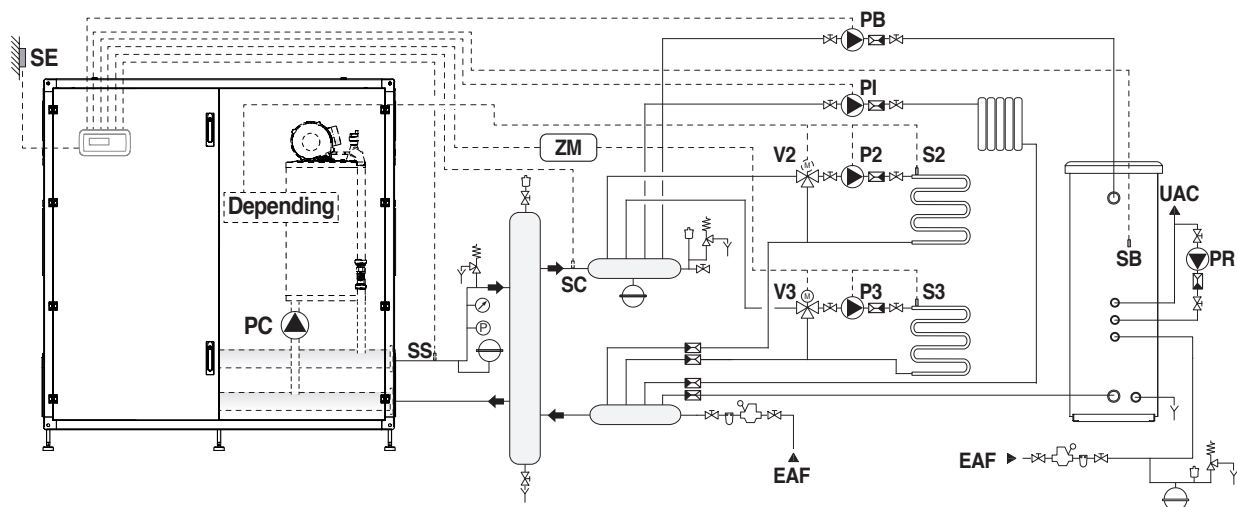 PB
SE
PI
ZM
V2
M
P2
S2
Depending
UAC
SC
SB
PR
V3
M
P3
S3
PC
SS
P
EAF
EAF